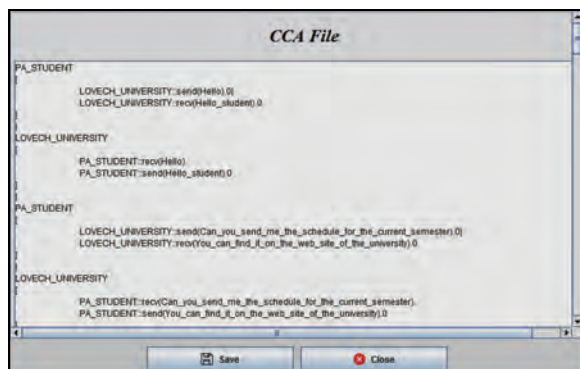 CCA File
PA_STUDENT
[
LOVECH_UNIVERSITY::send(Hello).0|
LOVECH_UNIVERSITY::recv(Hello_student).0
]
|
LOVECH_UNIVERSITY
[
PA_STUDENT::recv(Hello).
PA_STUDENT::send(Hello_student).0
]
|
PA_STUDENT
[
LOVECH_UNIVERSITY::send(Can_you_send_me_the_schedule_for_the_current_semester).0|
LOVECH_UNIVERSITY::recv(You_can_find_it_on_the_web_site_of_the_university).0
]
|
LOVECH_UNIVERSITY
[
PA_STUDENT::recv(Can_you_send_me_the_schedule_for_the_current_semester).
PA_STUDENT::send(You_can_find_it_on_the_web_site_of_the_university).0
]
Save
Close